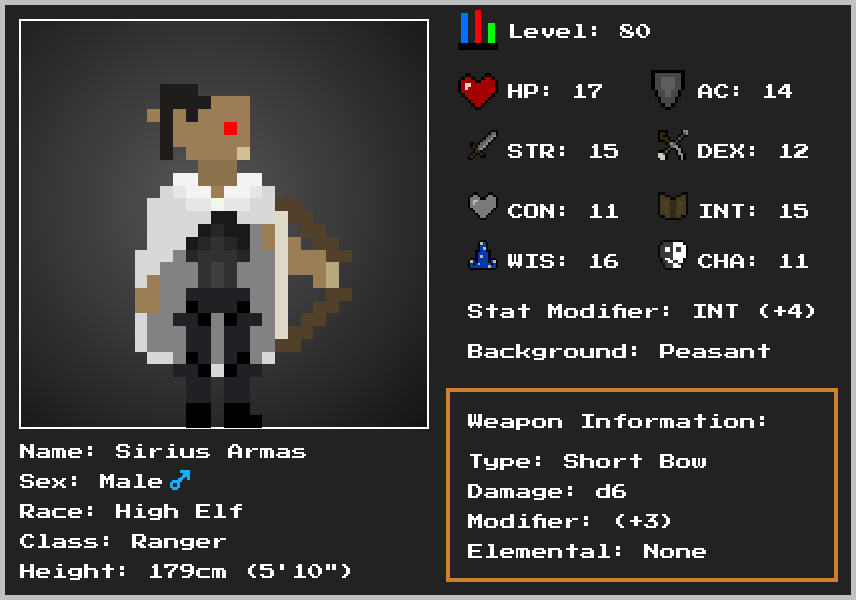 Level: 80
HP: 17 AC: 14
STR: 15 DEX: 12
CON: 11 INT: 15
WIS: 16 CHA: 11
Stat Modifier: INT (+4)
Background: Peasant
Weapon Information:
Type: Short Bow
Damage: d6
Modifier: (+3)
Elemental: None
Name: Sirius Armas
Sex: Male♂
Race: High Elf
Class: Ranger
Height: 179cm (5'10")